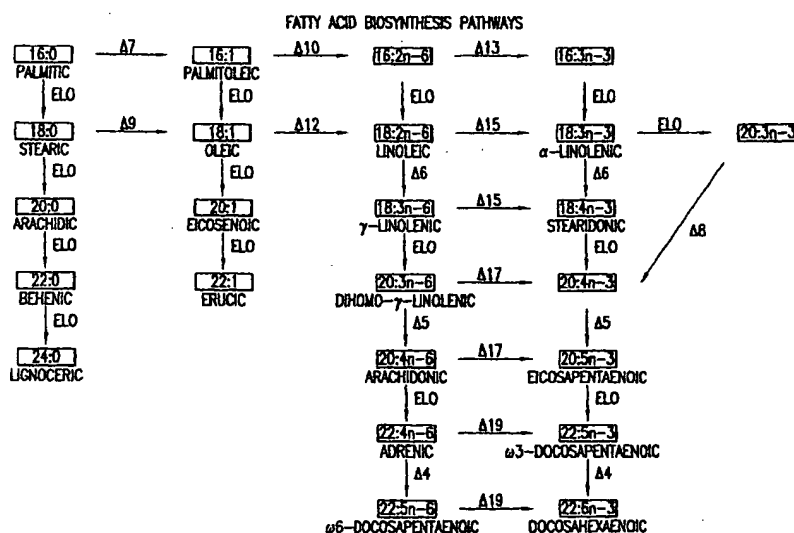 FATTY ACID BIOSYNTHESIS PATHWAYS
16:0 Δ7 16:1 Δ10 16:2n-6 Δ13 16:3n-3
PALMITIC PALMITOLEIC
ELO ELO ELO ELO
18:0 Δ9 18:1 Δ12 18:2n-6 Δ15 18:3n-3 ELO 20:3n-3
STEARIC OLEIC LINOLEIC α-LINOLENIC
ELO ELO Δ6 Δ6
20:0 20:1 18:3n-6 Δ15 18:4n-3
ARACHIDIC EICOSENOIC γ-LINOLENIC STEARIDONIC
Δ8
ELO ELO ELO ELO
22:0 22:1 20:3n-6 Δ17 20:4n-3
BEHENIC ERUCIC DIHOMO-γ-LINOLENIC
ELO Δ5 Δ5
24:0 20:4n-6 Δ17 20:5n-3
LIGNOCERIC ARACHIDONIC EICOSAPENTAENOIC
ELO ELO
22:4n-6 Δ19 22:5n-3
ADRENIC ω3-DOCOSAPENTAENOIC
Δ4 Δ4
22:5n-6 Δ19 22:6n-3
ω6-DOCOSAPENTAENOIC DOCOSAHEXAENOIC